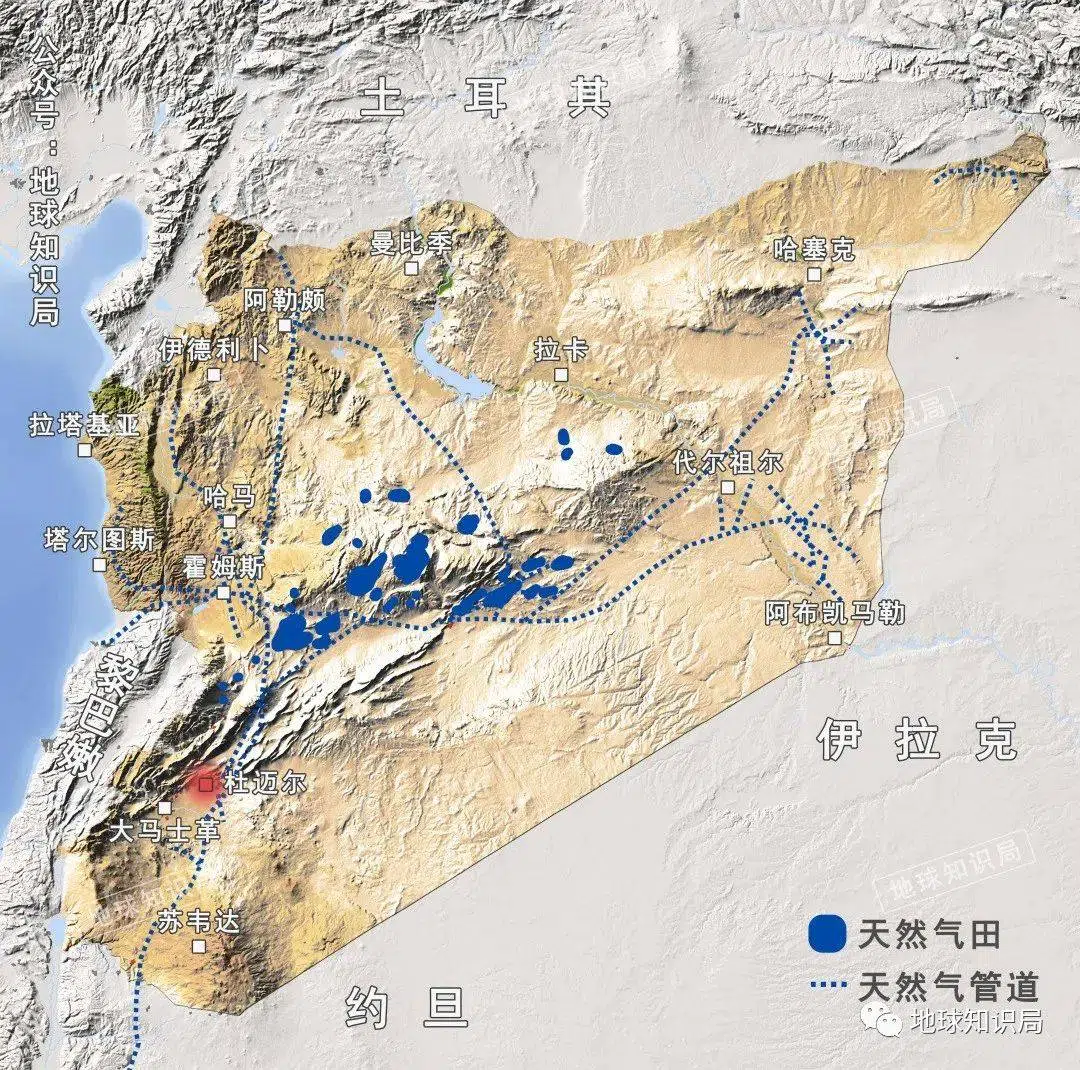 公众号：地球知识局
土耳其
曼比季
哈塞克
阿勒颇
伊德利卜
拉卡
拉塔基亚
代尔祖尔
哈马
塔尔图斯
霍姆斯
阿布凯马勒
黎巴嫩
伊拉克
杜迈尔
大马士革
苏韦达
约旦
天然气田
天然气管道
地球知识局
地球知识局
地球知识局
知识局